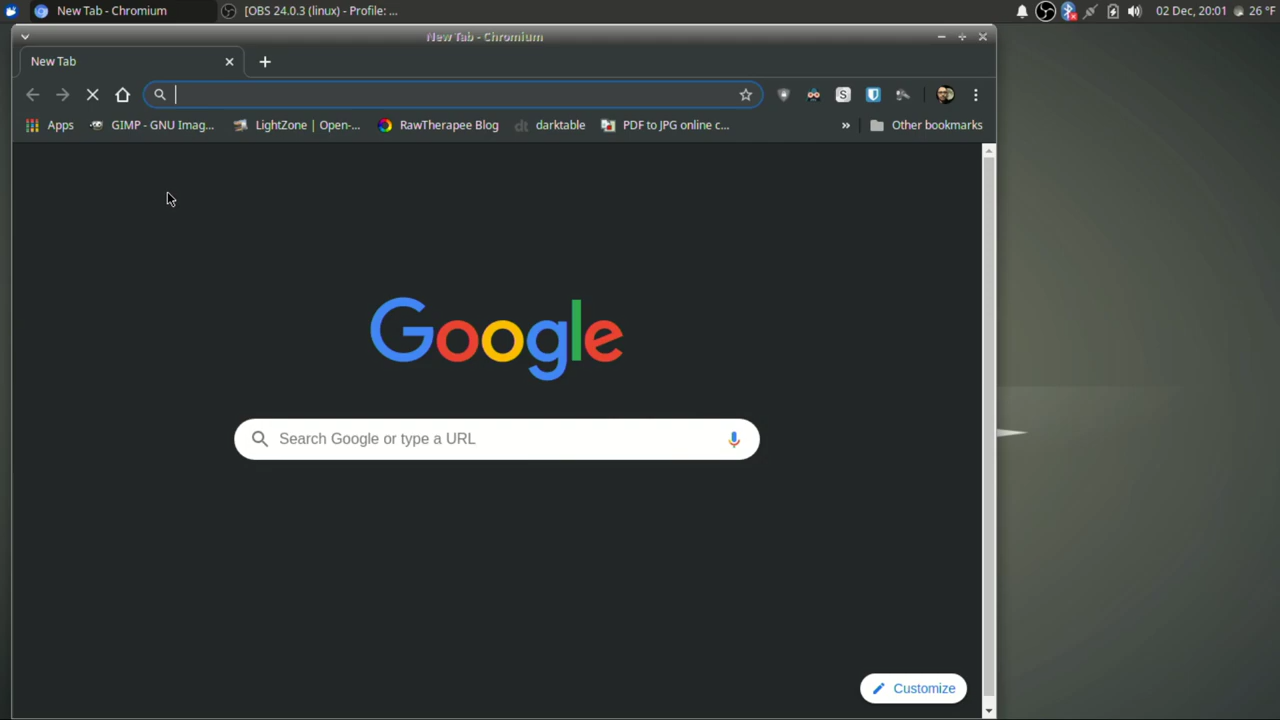 New Tab - Chromium
[OBS 24.0.3 (linux) - Profile: ...
02 Dec, 20:01
26 °F
New Tab - Chromium
New Tab
Apps
GIMP - GNU Imag...
LightZone | Open-...
RawTherapee Blog
dt darktable
PDF to JPG online c...
»
Other bookmarks
Google
Search Google or type a URL
Customize